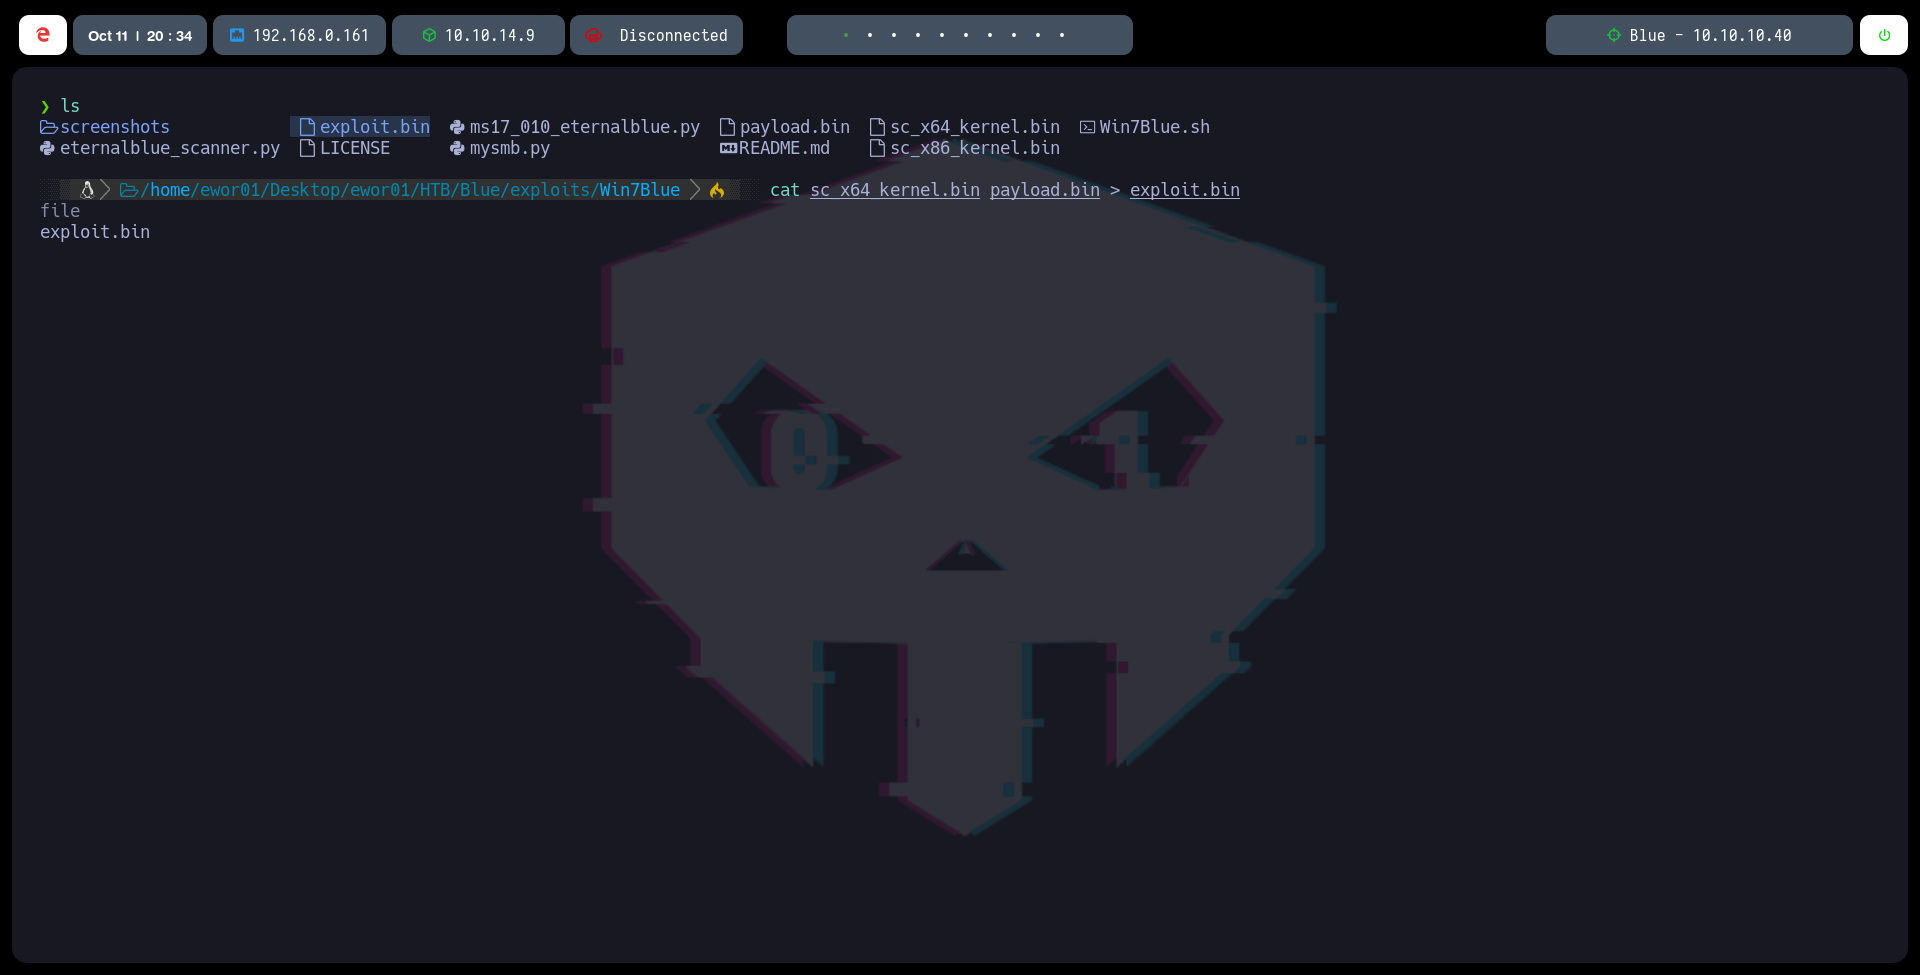 Oct 11 | 20 : 34 192.168.0.161 10.10.14.9 Disconnected Blue - 10.10.10.40
❯ ls
screenshots exploit.bin ms17_010_eternalblue.py payload.bin sc_x64_kernel.bin Win7Blue.sh
eternalblue_scanner.py LICENSE mysmb.py README.md sc_x86_kernel.bin
/home/ewor01/Desktop/ewor01/HTB/Blue/exploits/Win7Blue cat sc_x64_kernel.bin payload.bin > exploit.bin
file
exploit.bin
0 1